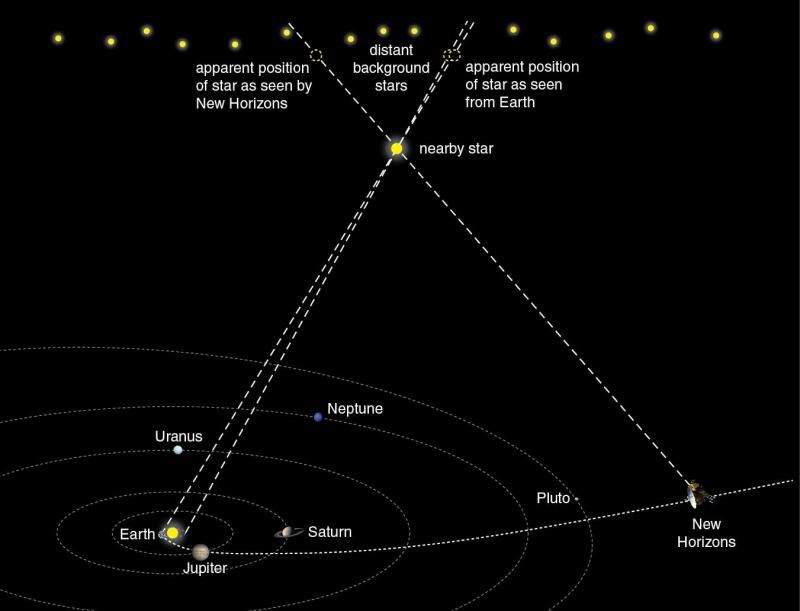 apparent position
of star as seen by
New Horizons
distant
background
stars
apparent position
of star as seen
from Earth
nearby star
Neptune
Uranus
Pluto
Earth
Saturn
Jupiter
New
Horizons